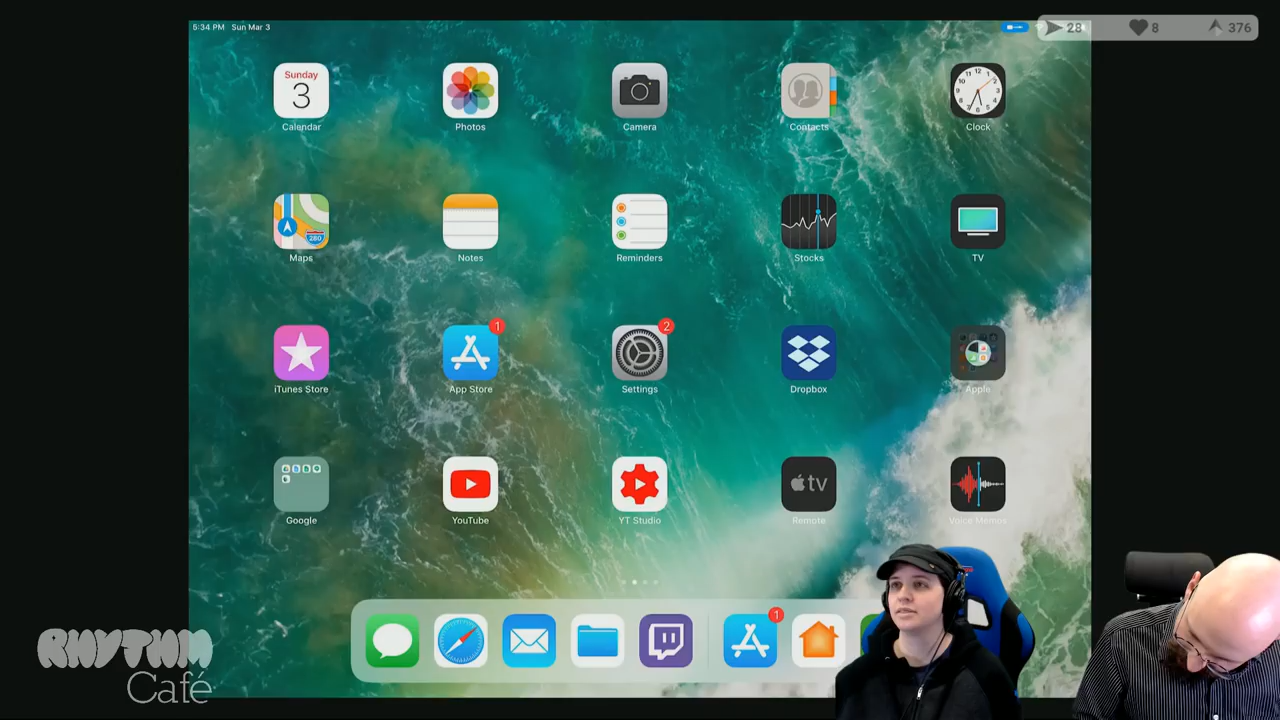 5:34 PM Sun Mar 3
28 8 376
Sunday
3
Calendar Photos Camera Contacts Clock
280
Maps Notes Reminders Stocks TV
1 2
iTunes Store App Store Settings Dropbox Apple
tv
Google YouTube YT Studio Remote Voice Memos
1
RHYTHM
Café